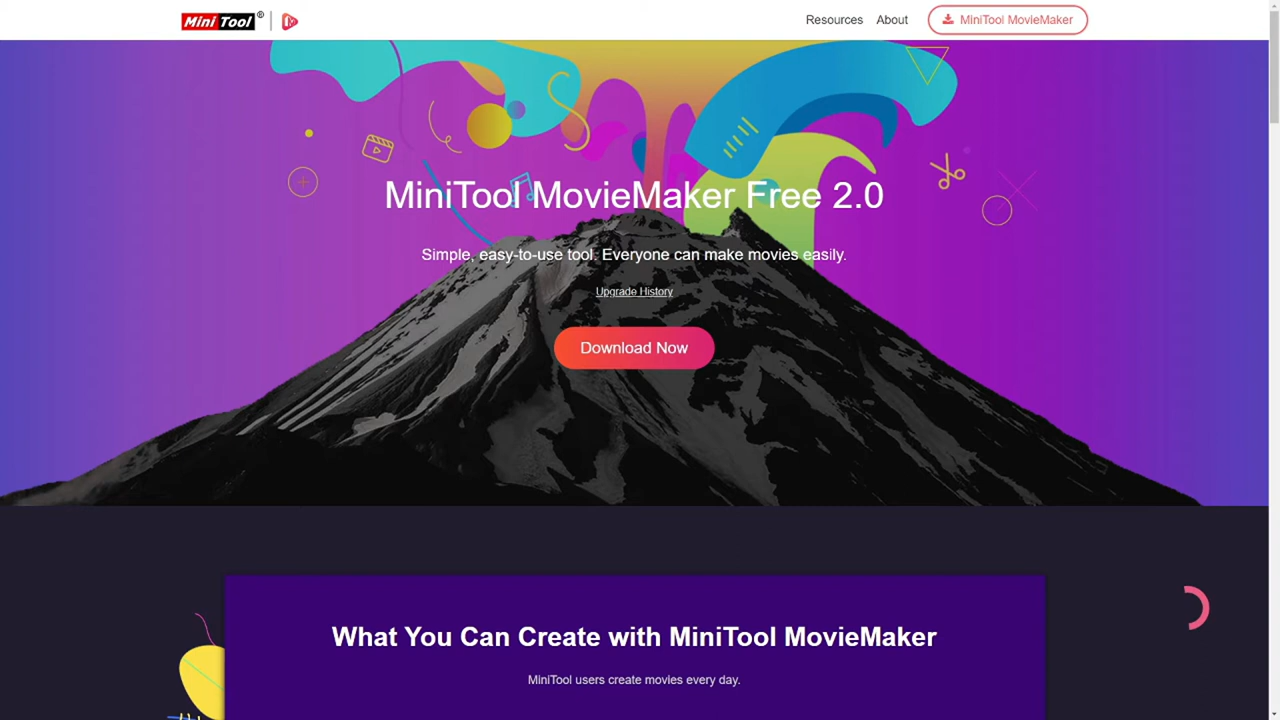 MiniTool®
Resources
About
MiniTool MovieMaker
MiniTool MovieMaker Free 2.0
Simple, easy-to-use tool. Everyone can make movies easily.
Upgrade History
Download Now
What You Can Create with MiniTool MovieMaker
MiniTool users create movies every day.